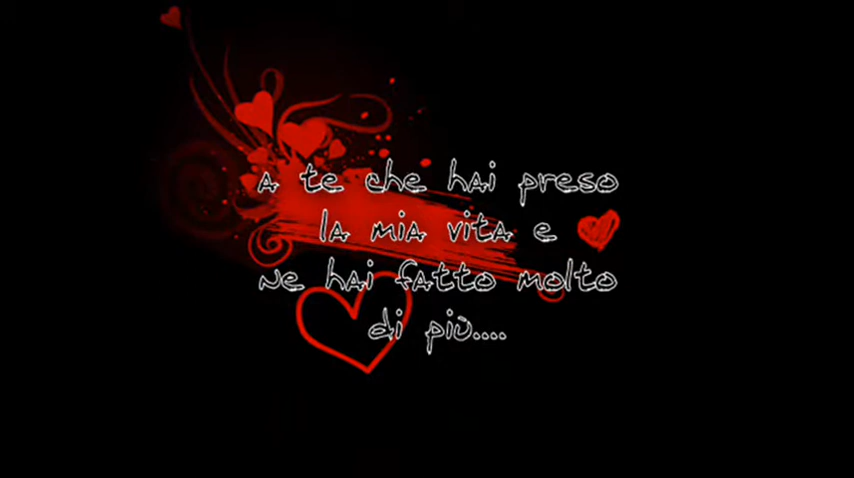 a te che hai preso
la mia vita e
ne hai fatto molto
di più....